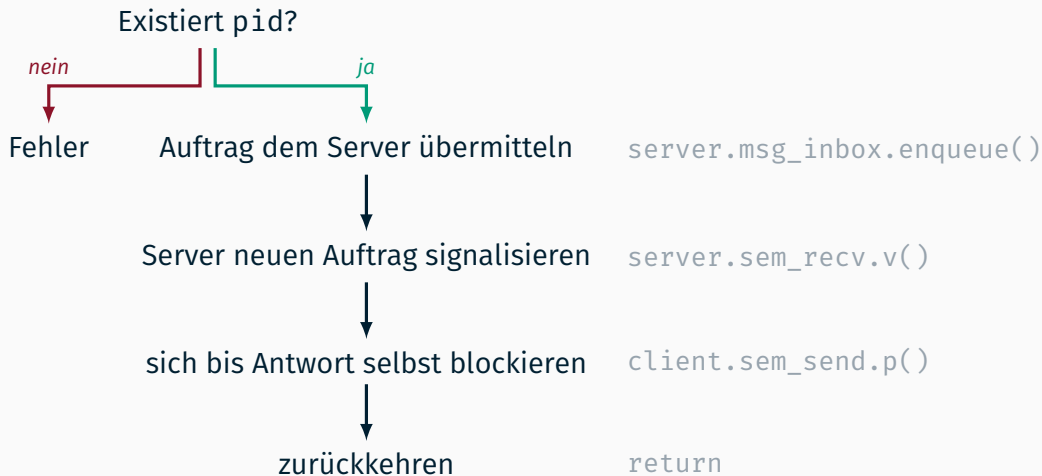 Existiert pid?
nein ja
Fehler Auftrag dem Server übermitteln server.msg_inbox.enqueue()
Server neuen Auftrag signalisieren server.sem_recv.v()
sich bis Antwort selbst blockieren client.sem_send.p()
zurückkehren return